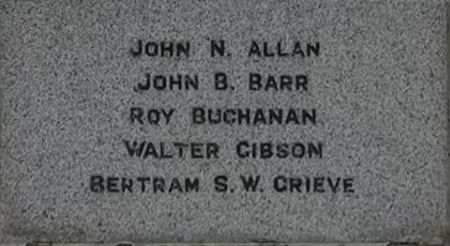 JOHN N. ALLAN
JOHN B. BARR
ROY BUCHANAN
WALTER GIBSON
BERTRAM S.W. GRIEVE